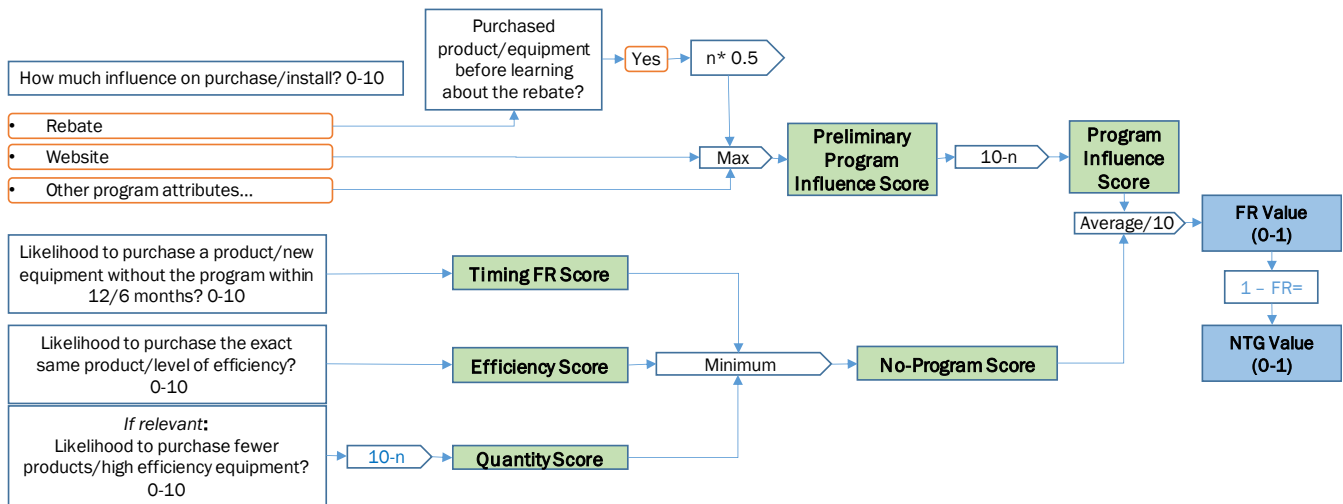 How much influence on purchase/install? 0-10
Purchased
product/equipment
before learning
about the rebate?
Yes
n* 0.5
• Rebate
• Website
• Other program attributes...
Max
Preliminary
Program
Influence Score
10-n
Program
Influence
Score
Average/10
FR Value
(0-1)
1 – FR=
NTG Value
(0-1)
Likelihood to purchase a product/new
equipment without the program within
12/6 months? 0-10
Timing FR Score
Likelihood to purchase the exact
same product/level of efficiency?
0-10
Efficiency Score
Minimum
No-Program Score
If relevant:
Likelihood to purchase fewer
products/high efficiency equipment?
0-10
10-n
Quantity Score